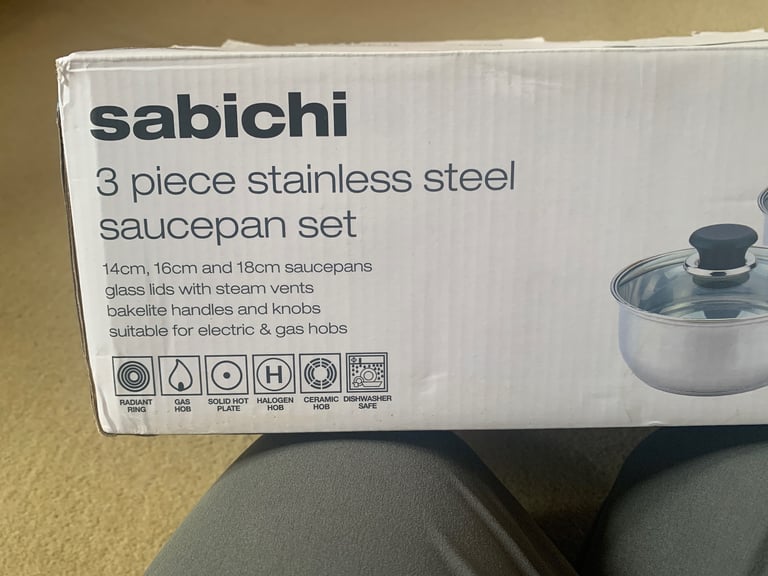 sabichi
3 piece stainless steel
saucepan set
14cm, 16cm and 18cm saucepans
glass lids with steam vents
bakelite handles and knobs
suitable for electric & gas hobs
H
RADIANT RING
GAS HOB
SOLID HOT PLATE
HALOGEN HOB
CERAMIC HOB
DISHWASHER SAFE